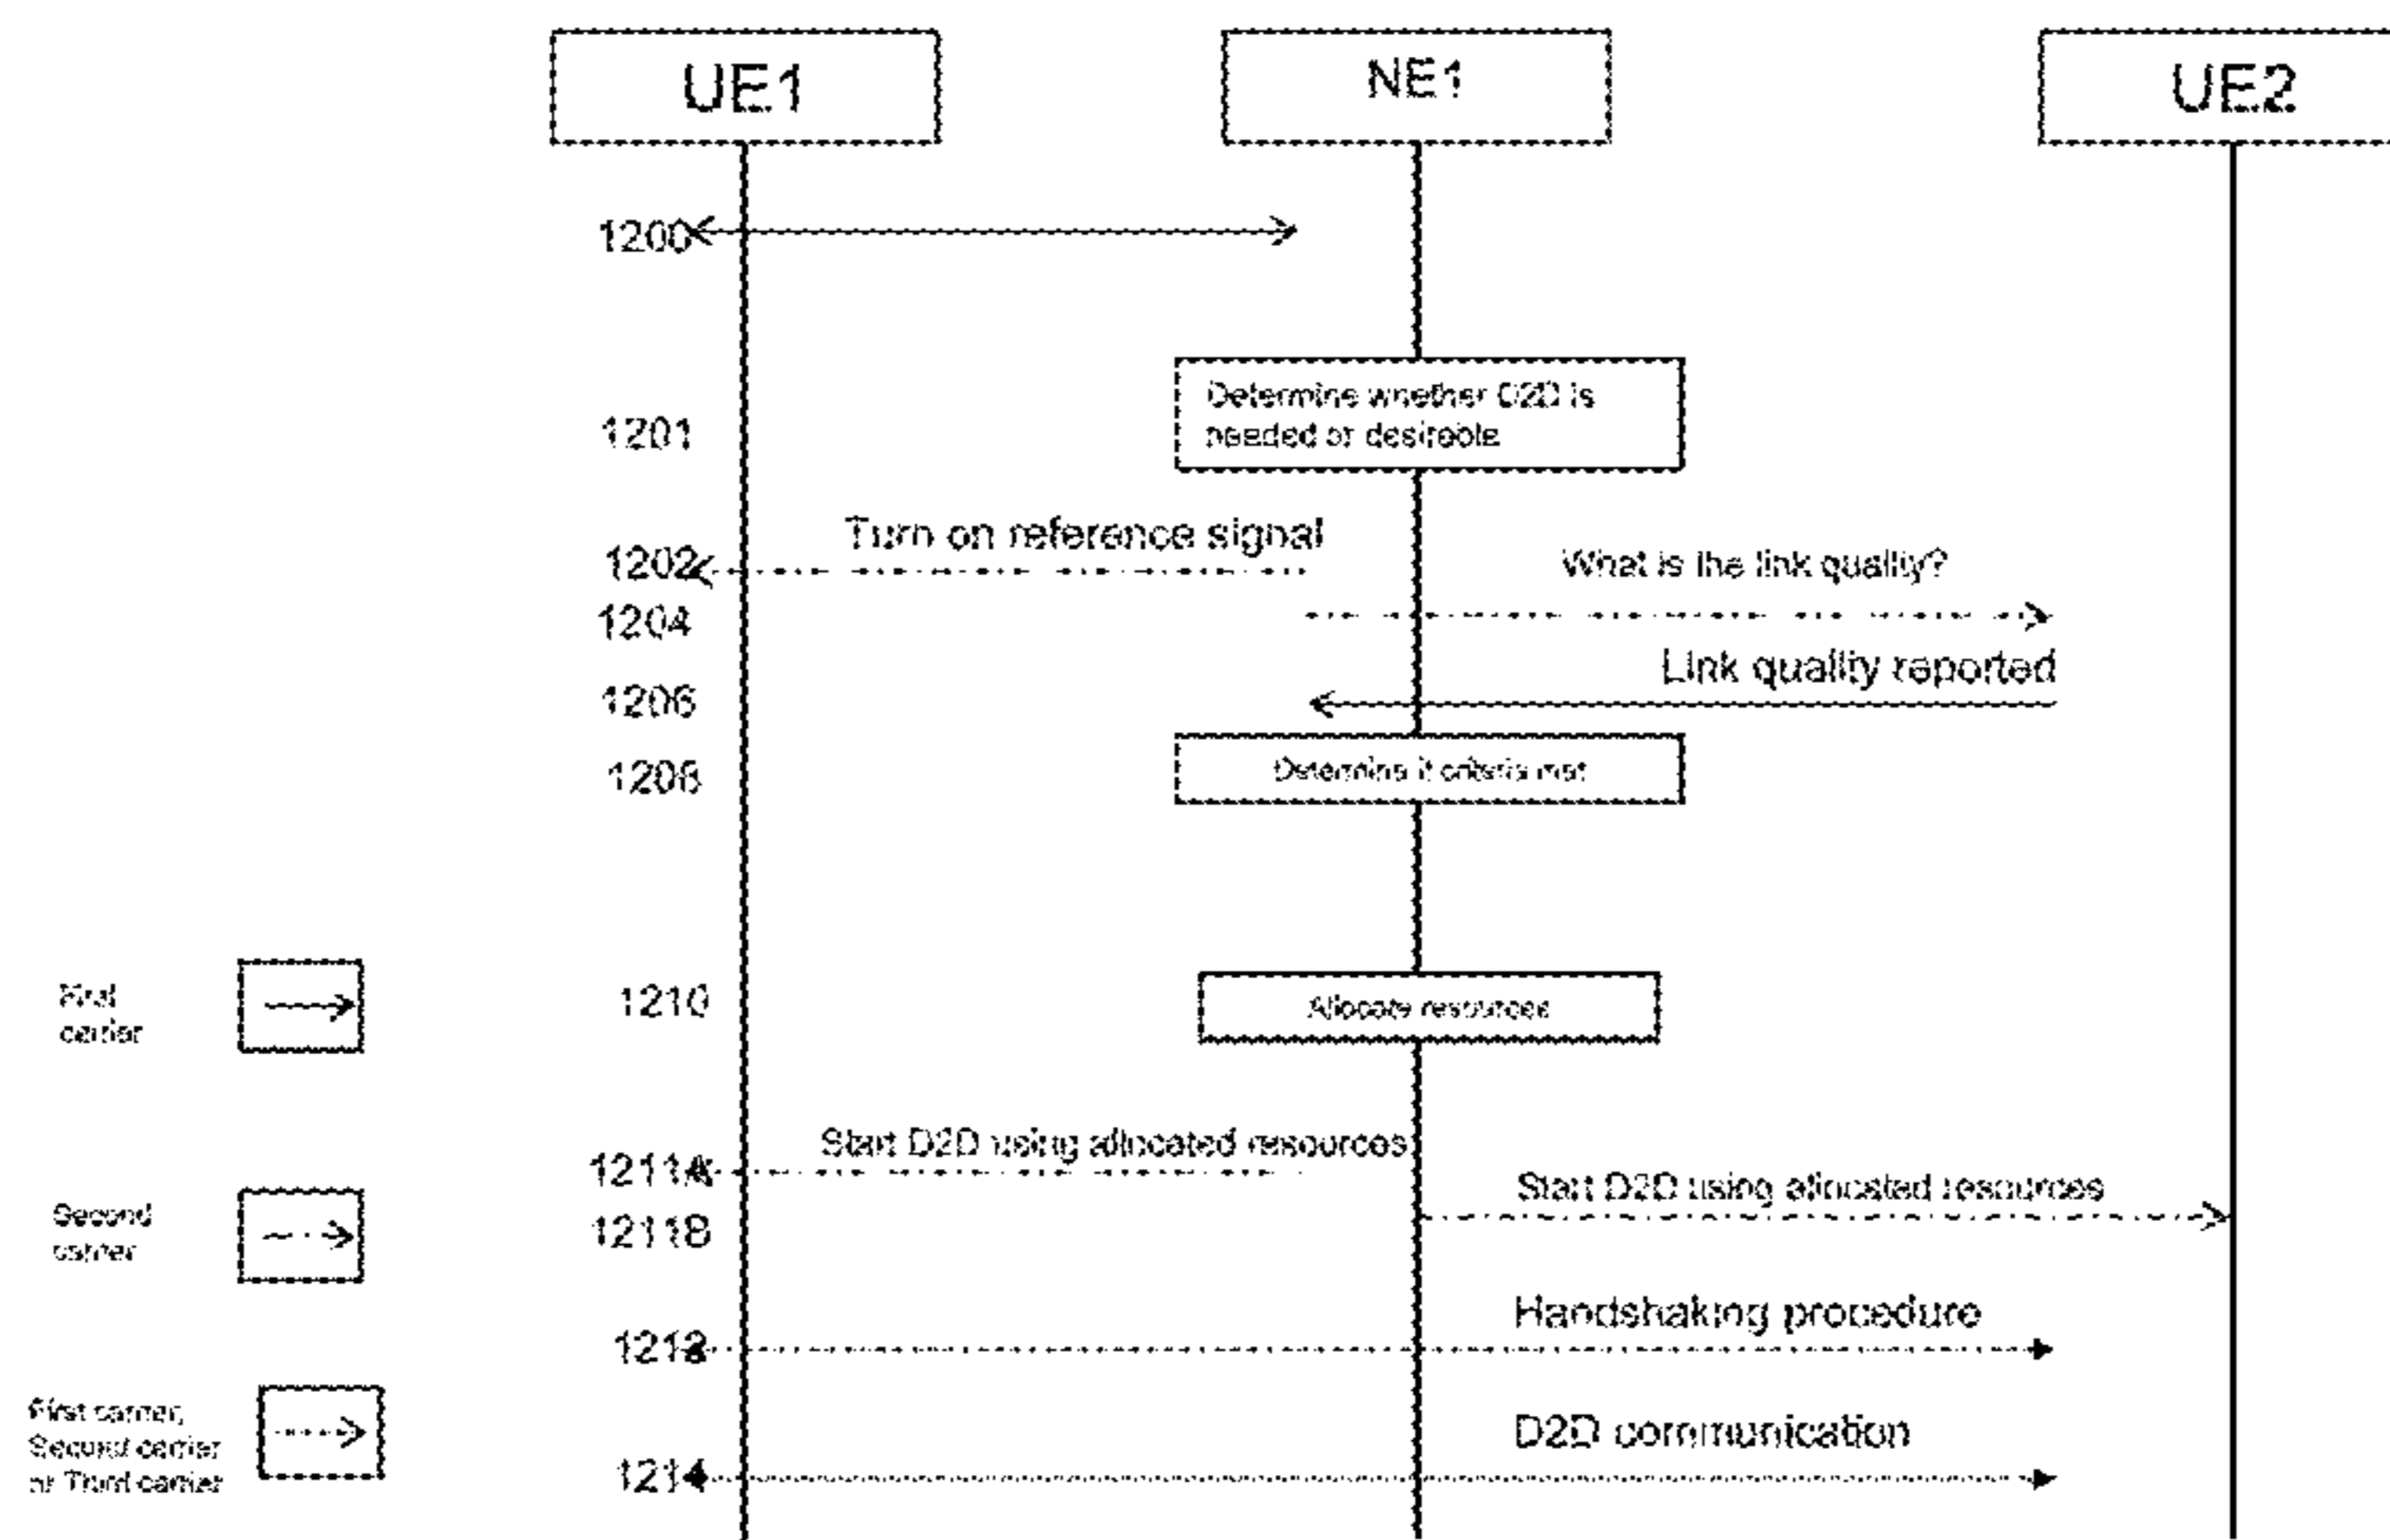 UE1
NE1
UE2
1200
Determine whether D2D is
needed or desireable
1201
Turn on reference signal
1202
What is the link quality?
1204
Link quality reported
1206
Determine if criteria met
1208
Allocate resources
1210
First
carrier
Start D2D using allocated resources
1211A
Start D2D using allocated resources
1211B
Second
carrier
Handshaking procedure
1212
First carrier,
Second carrier
or Third carrier
D2D communication
1214